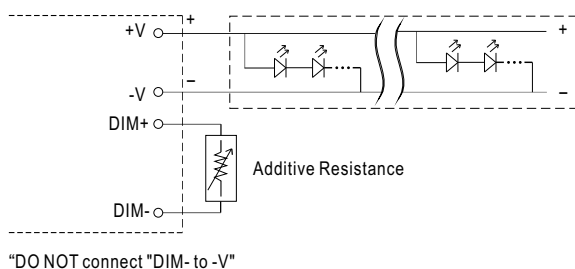 +V + +
-V − −
DIM+
Additive Resistance
DIM-
“DO NOT connect "DIM- to -V"